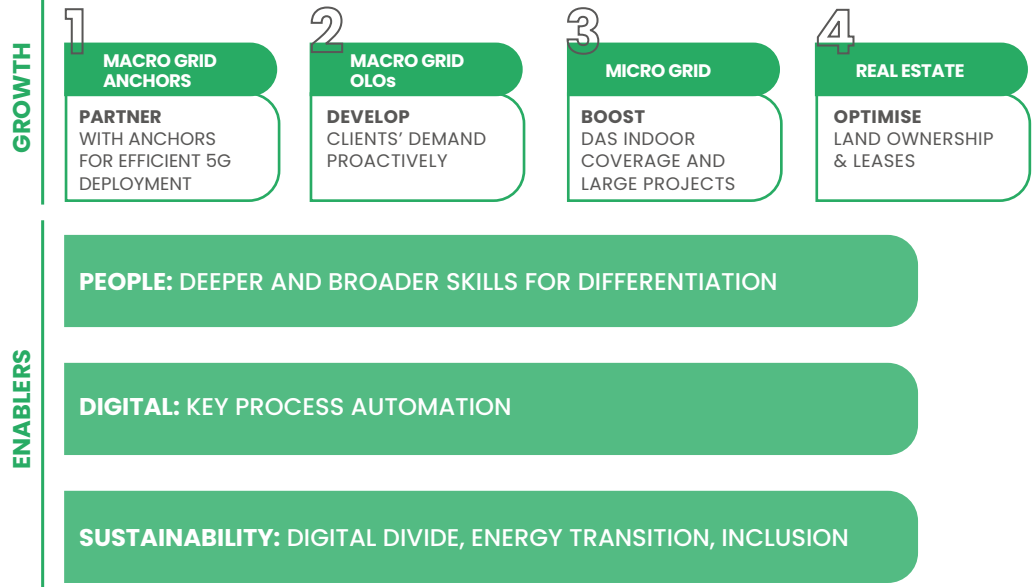 GROWTH
1
MACRO GRID
ANCHORS
PARTNER
WITH ANCHORS
FOR EFFICIENT 5G
DEPLOYMENT
2
MACRO GRID
OLOs
DEVELOP
CLIENTS’ DEMAND
PROACTIVELY
3
MICRO GRID
BOOST
DAS INDOOR
COVERAGE AND
LARGE PROJECTS
4
REAL ESTATE
OPTIMISE
LAND OWNERSHIP
& LEASES
ENABLERS
PEOPLE: DEEPER AND BROADER SKILLS FOR DIFFERENTIATION
DIGITAL: KEY PROCESS AUTOMATION
SUSTAINABILITY: DIGITAL DIVIDE, ENERGY TRANSITION, INCLUSION